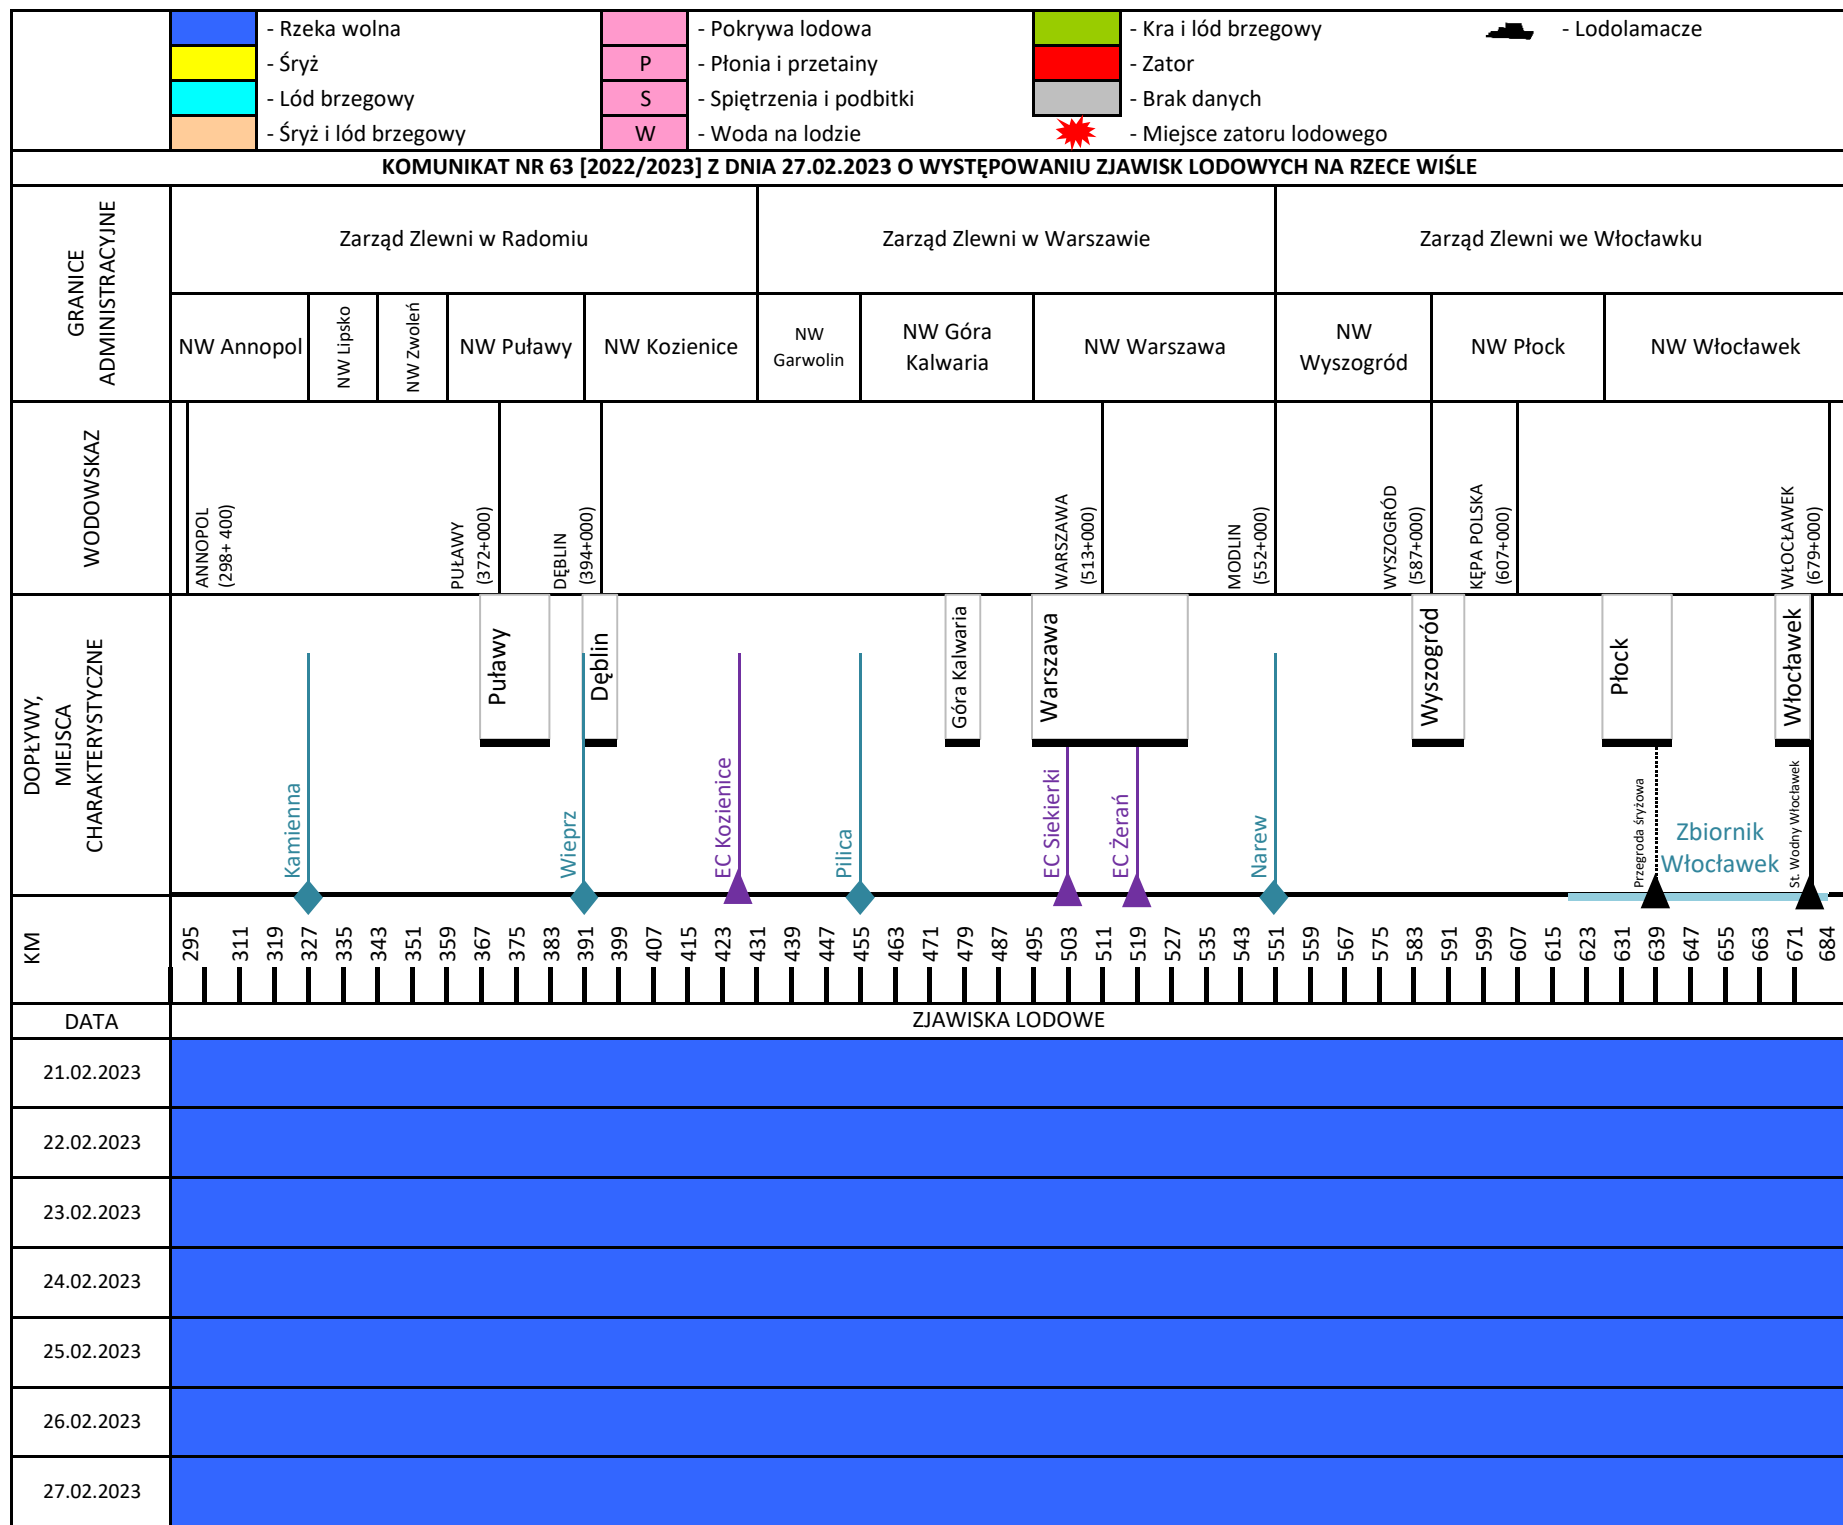 - Rzeka wolna
- Pokrywa lodowa
- Kra i lód brzegowy
- Lodolamacze
- Śryż
P
- Płonia i przetainy
- Zator
- Lód brzegowy
S
- Spiętrzenia i podbitki
- Brak danych
- Śryż i lód brzegowy
W
- Woda na lodzie
- Miejsce zatoru lodowego
KOMUNIKAT NR 63 [2022/2023] Z DNIA 27.02.2023 O WYSTĘPOWANIU ZJAWISK LODOWYCH NA RZECE WIŚLE
GRANICE
ADMINISTRACYJNE
Zarząd Zlewni w Radomiu
Zarząd Zlewni w Warszawie
Zarząd Zlewni we Włocławku
NW Annopol
NW Lipsko
NW Zwoleń
NW Puławy
NW Kozienice
NW
Garwolin
NW Góra
Kalwaria
NW Warszawa
NW
Wyszogród
NW Płock
NW Włocławek
WODOWSKAZ
ANNOPOL
(298+ 400)
PUŁAWY
(372+000)
DĘBLIN
(394+000)
WARSZAWA
(513+000)
MODLIN
(552+000)
WYSZOGRÓD
(587+000)
KĘPA POLSKA
(607+000)
WŁOCŁAWEK
(679+000)
DOPŁYWY,
MIEJSCA
CHARAKTERYSTYCZNE
Puławy
Dęblin
Góra Kalwaria
Warszawa
Wyszogród
Płock
Włocławek
Kamienna
Wieprz
EC Kozienice
Pilica
EC Siekierki
EC Żerań
Narew
Przegroda śryżowa
Zbiornik
Włocławek
St. Wodny Włocławek
KM
295
311
319
327
335
343
351
359
367
375
383
391
399
407
415
423
431
439
447
455
463
471
479
487
495
503
511
519
527
535
543
551
559
567
575
583
591
599
607
615
623
631
639
647
655
663
671
684
DATA
ZJAWISKA LODOWE
21.02.2023
22.02.2023
23.02.2023
24.02.2023
25.02.2023
26.02.2023
27.02.2023